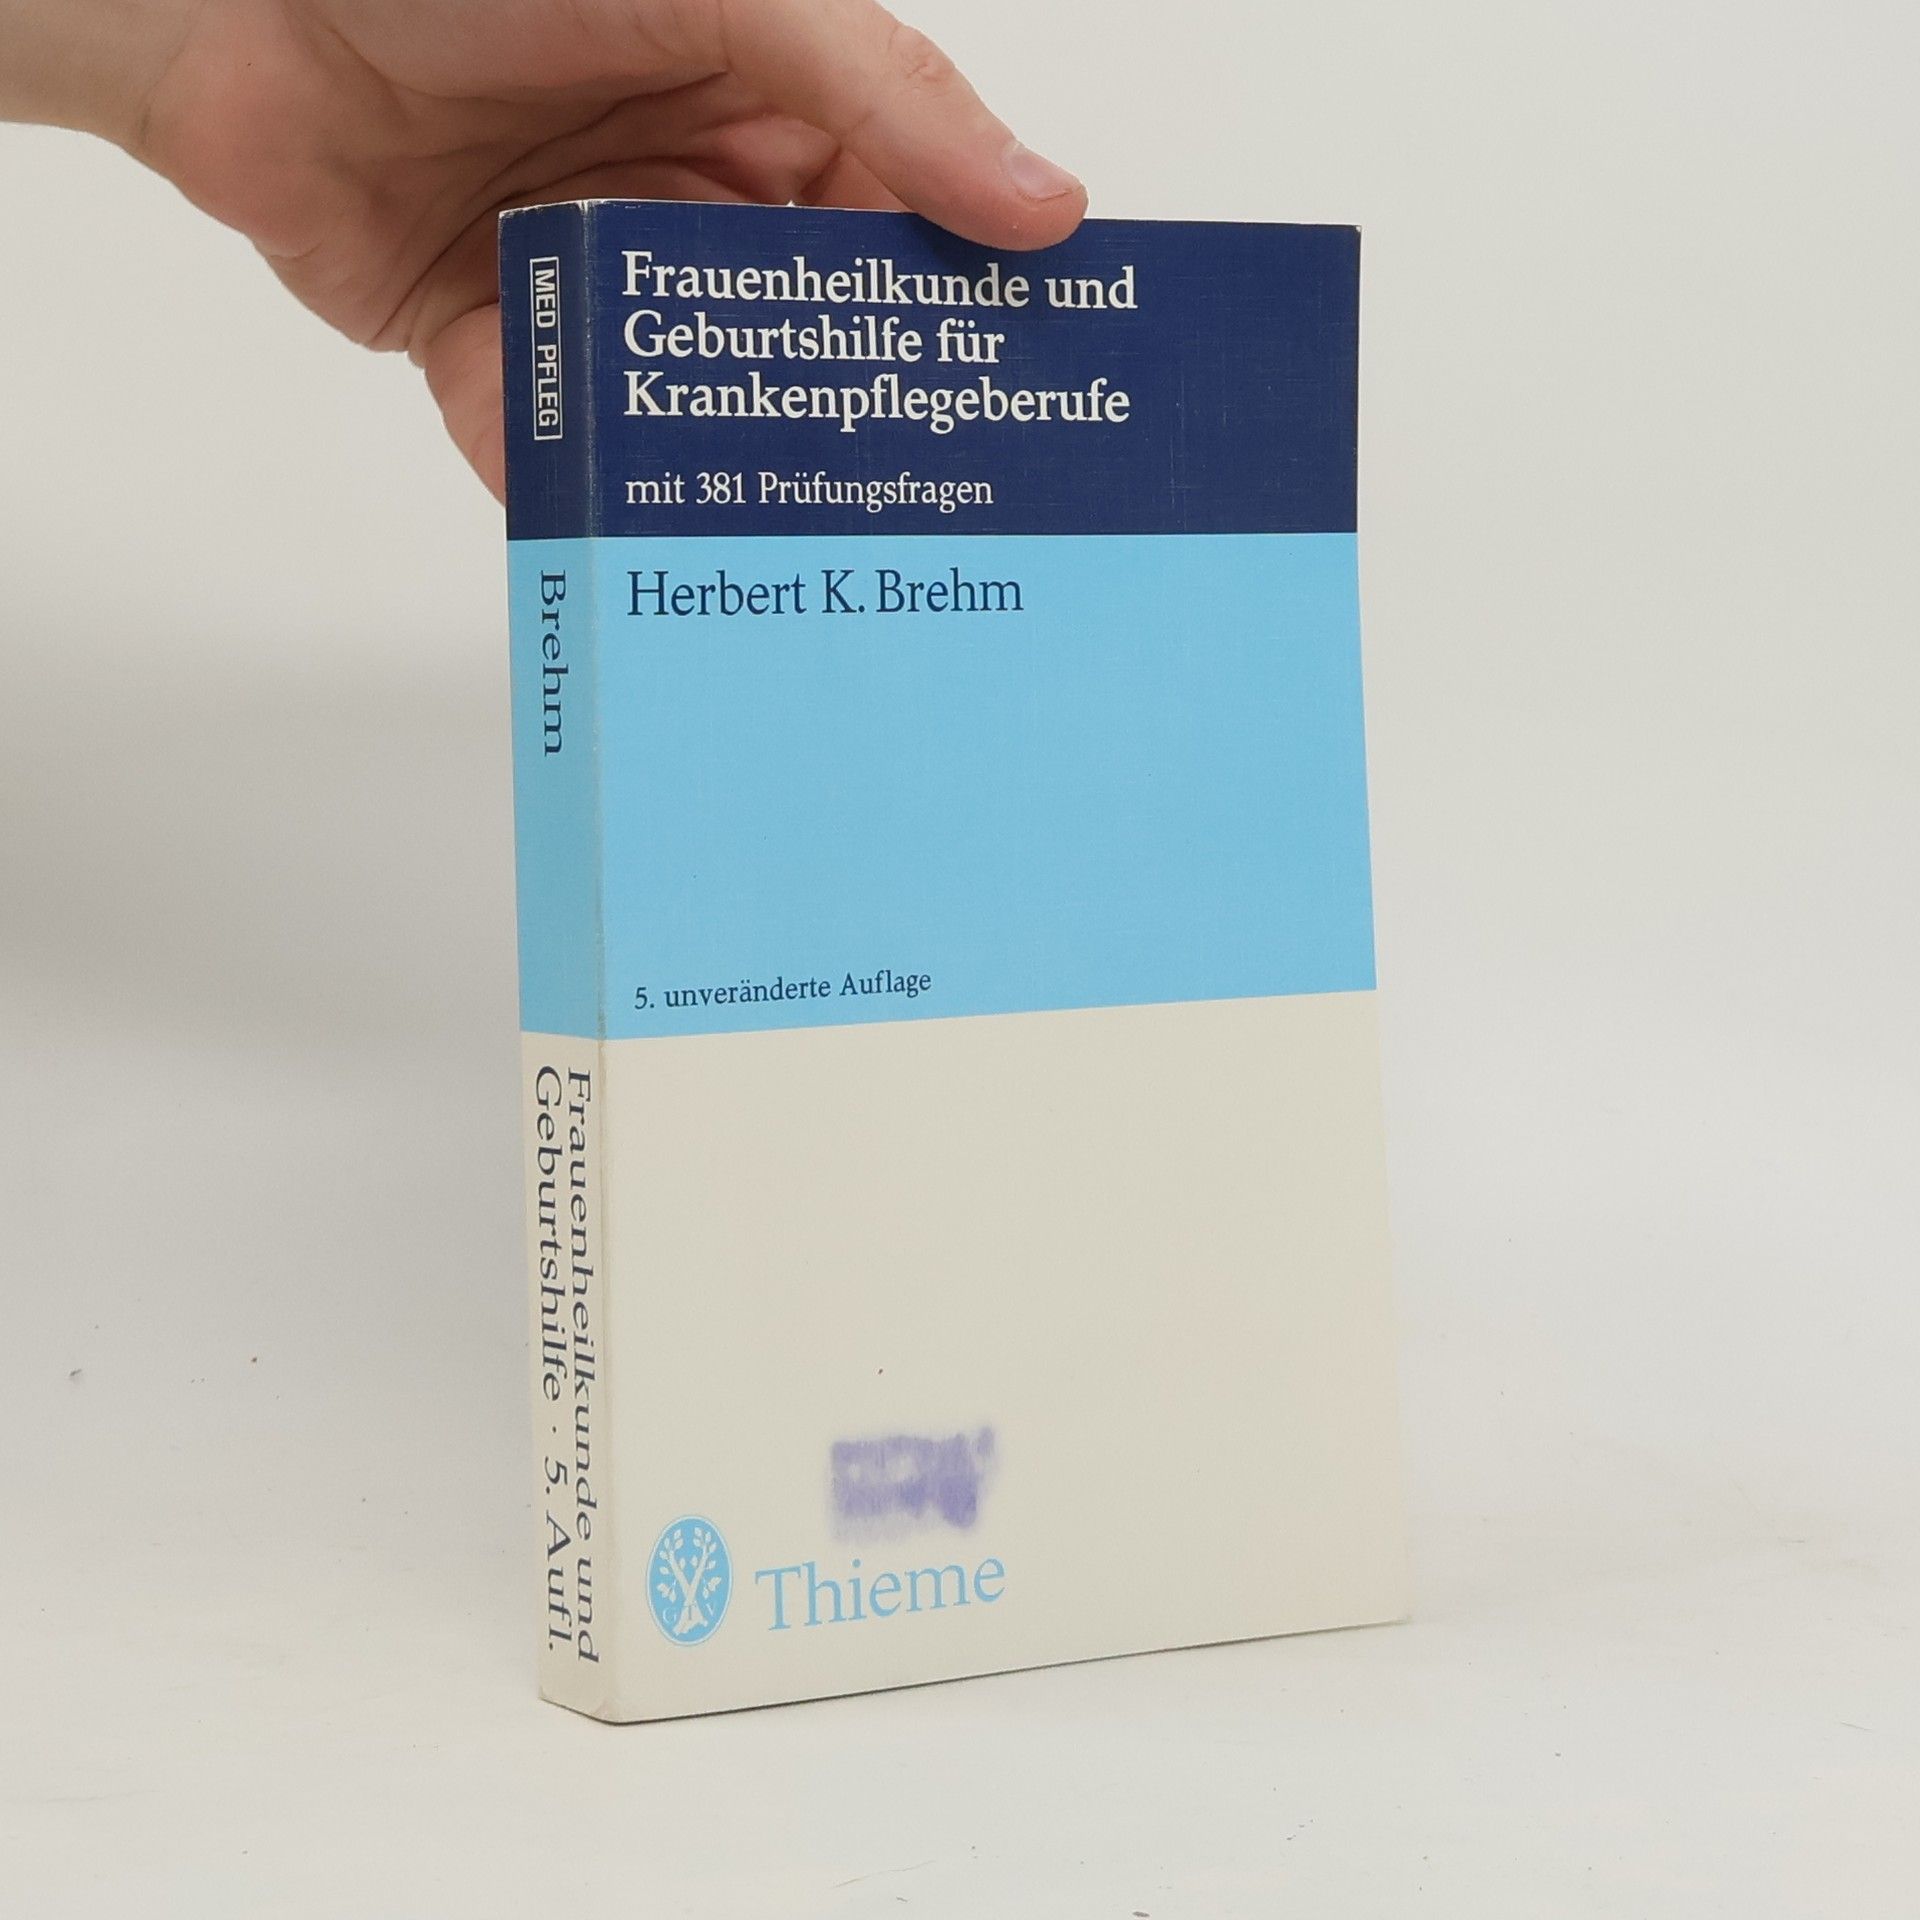 Frauenheilkunde und
Geburtshilfe für
Krankenpflegeberufe
mit 381 Prüfungsfragen
Herbert K. Brehm
5. unveränderte Auflage
Thieme
GTV
MED PFLEG
Brehm
Frauenheilkunde und
Geburtshilfe · 5. Aufl.